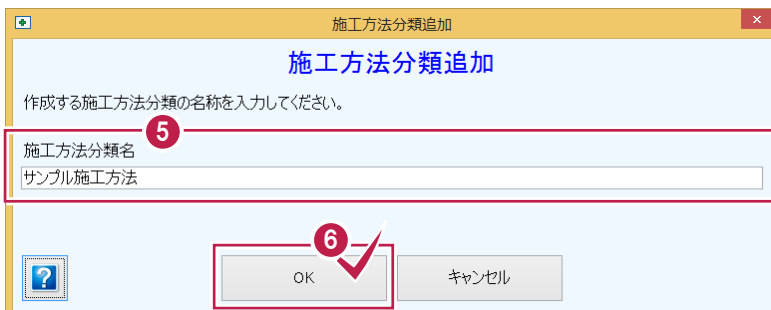 施工方法分類追加
施工方法分類追加
作成する施工方法分類の名称を入力してください。
5
施工方法分類名
サンプル施工方法
6
? OK キャンセル